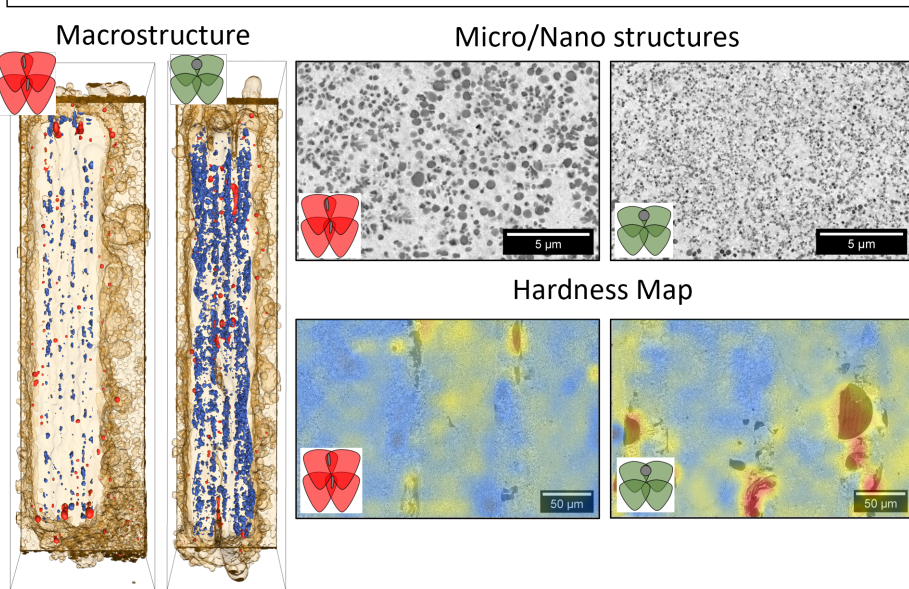 Macrostructure
Micro/Nano structures
5 µm
5 µm
Hardness Map
50 µm
50 µm